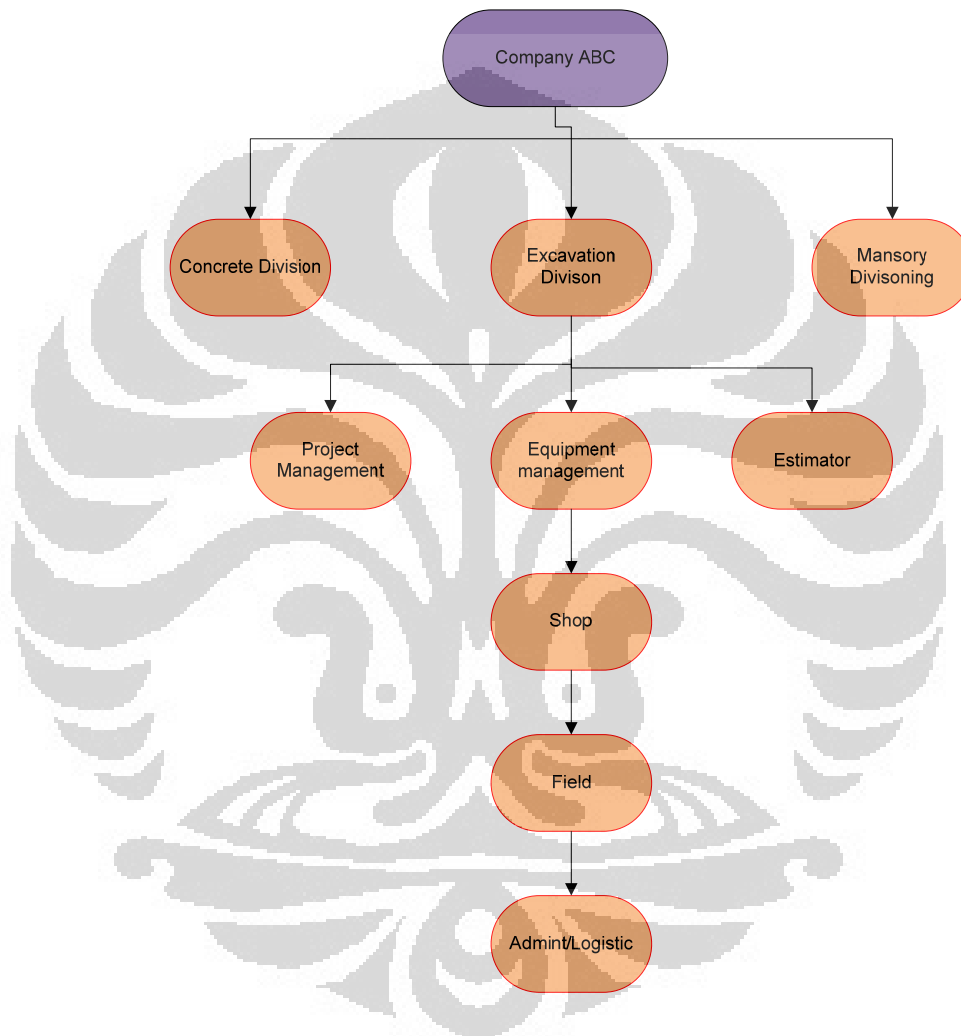 Company ABC
Concrete Division
Excavation
Divison
Mansory
Divisoning
Project
Management
Equipment
management
Estimator
Shop
Field
Admint/Logistic